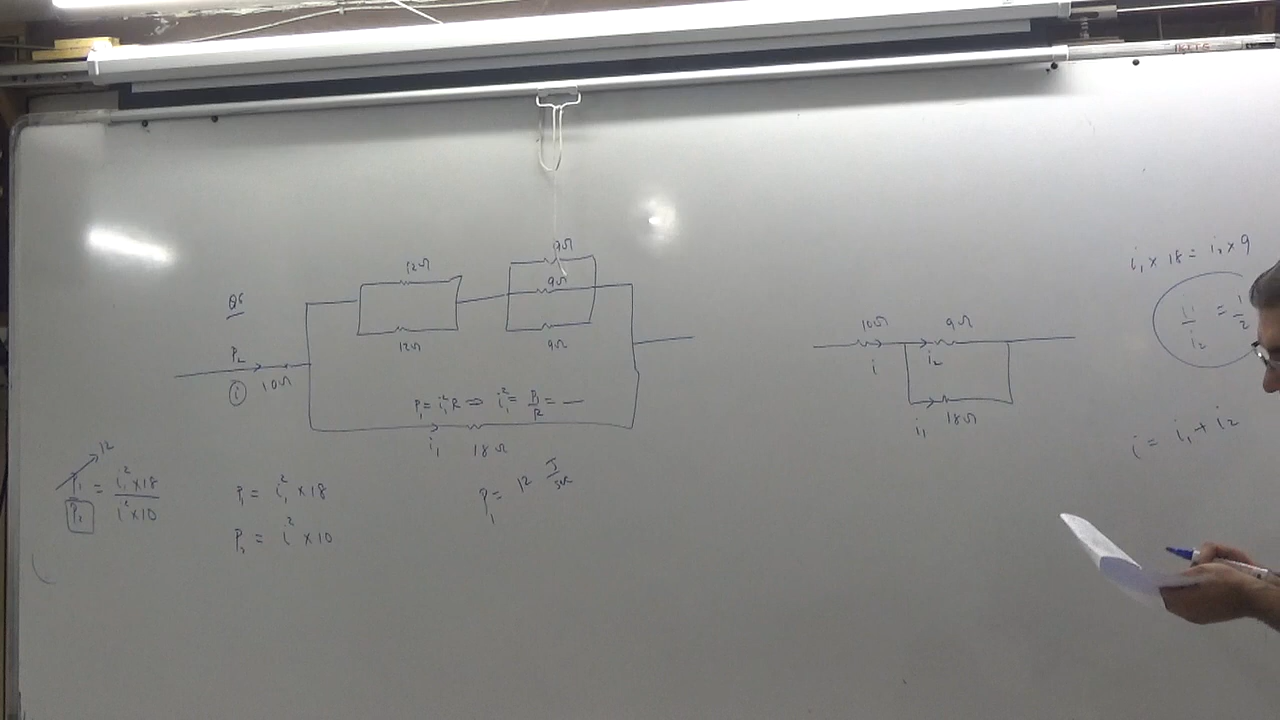 Q6
12Ω
12Ω
9Ω
9Ω
9Ω
P₂
i
10Ω
P₁ = i₁²R ⇒ i₁² = P₁/R = —
i₁
18Ω
12
P₁/P₂ = i₁² × 18 / i² × 10
P₁ = i₁² × 18
P₂ = i² × 10
P₁ = 12 J/sec
10Ω
9Ω
i
i₂
i₁
18Ω
i₁ × 18 = i₂ × 9
i₁/i₂ = 1/2
i = i₁ + i₂